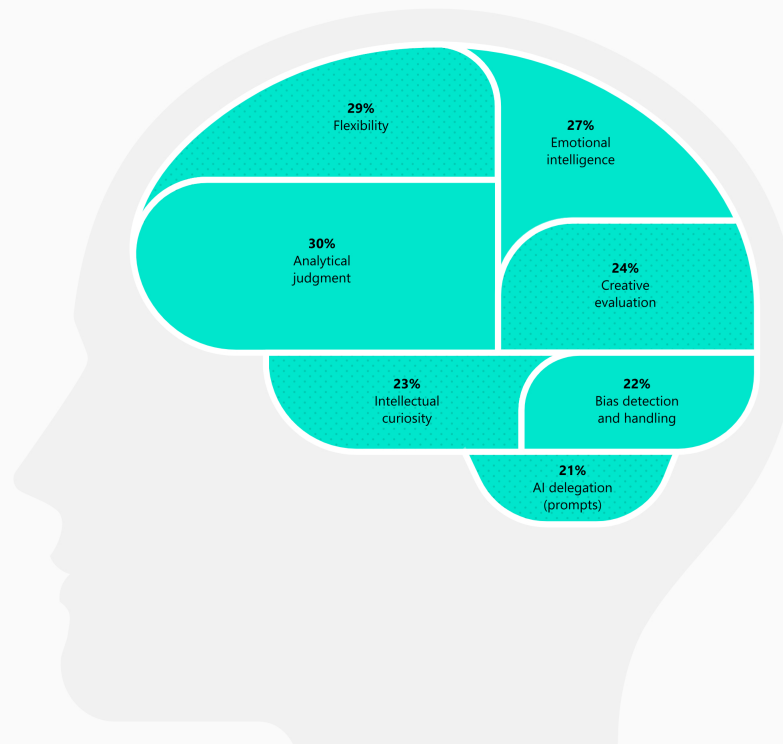 29%
Flexibility
27%
Emotional
intelligence
30%
Analytical
judgment
24%
Creative
evaluation
23%
Intellectual
curiosity
22%
Bias detection
and handling
21%
AI delegation
(prompts)